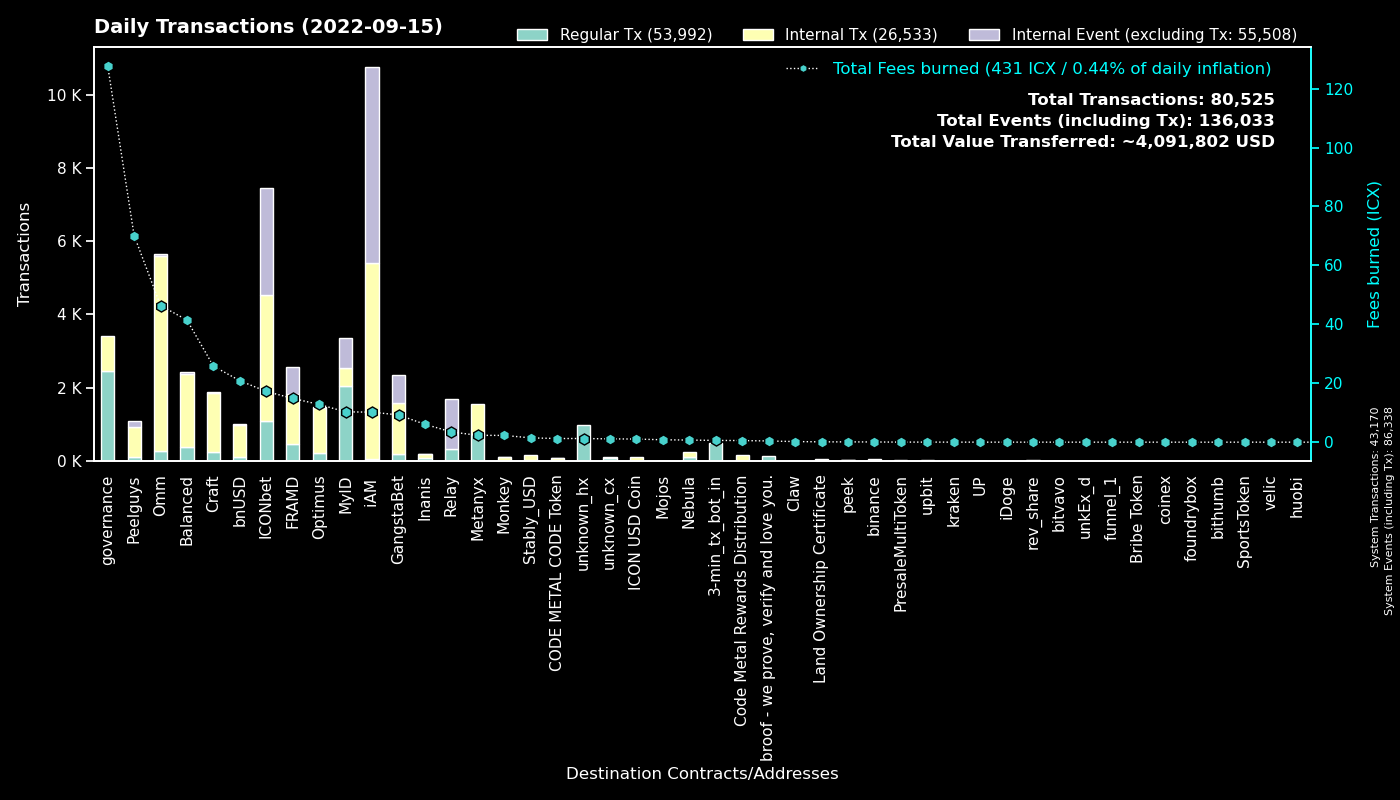 Daily Transactions (2022-09-15)
Regular Tx (53,992)
Internal Tx (26,533)
Internal Event (excluding Tx: 55,508)
Total Fees burned (431 ICX / 0.44% of daily inflation)
Total Transactions: 80,525
Total Events (including Tx): 136,033
Total Value Transferred: ~4,091,802 USD
Transactions
10 K
8 K
6 K
4 K
2 K
0 K
120
100
80
60
40
20
0
Fees burned (ICX)
System Transactions: 43,170
System Events (including Tx): 86,338
governance
Peelguys
Omm
Balanced
Craft
bnUSD
ICONbet
FRAMD
Optimus
MyID
iAM
GangstaBet
Inanis
Relay
Metanyx
Monkey
Stably_USD
CODE METAL CODE Token
unknown_hx
unknown_cx
ICON USD Coin
Mojos
Nebula
3-min_tx_bot_in
Code Metal Rewards Distribution
broof - we prove, verify and love you.
Claw
Land Ownership Certificate
peek
binance
PresaleMultiToken
upbit
kraken
UP
iDoge
rev_share
bitvavo
unkEx_d
funnel_1
Bribe Token
coinex
foundrybox
bithumb
SportsToken
velic
huobi
Destination Contracts/Addresses